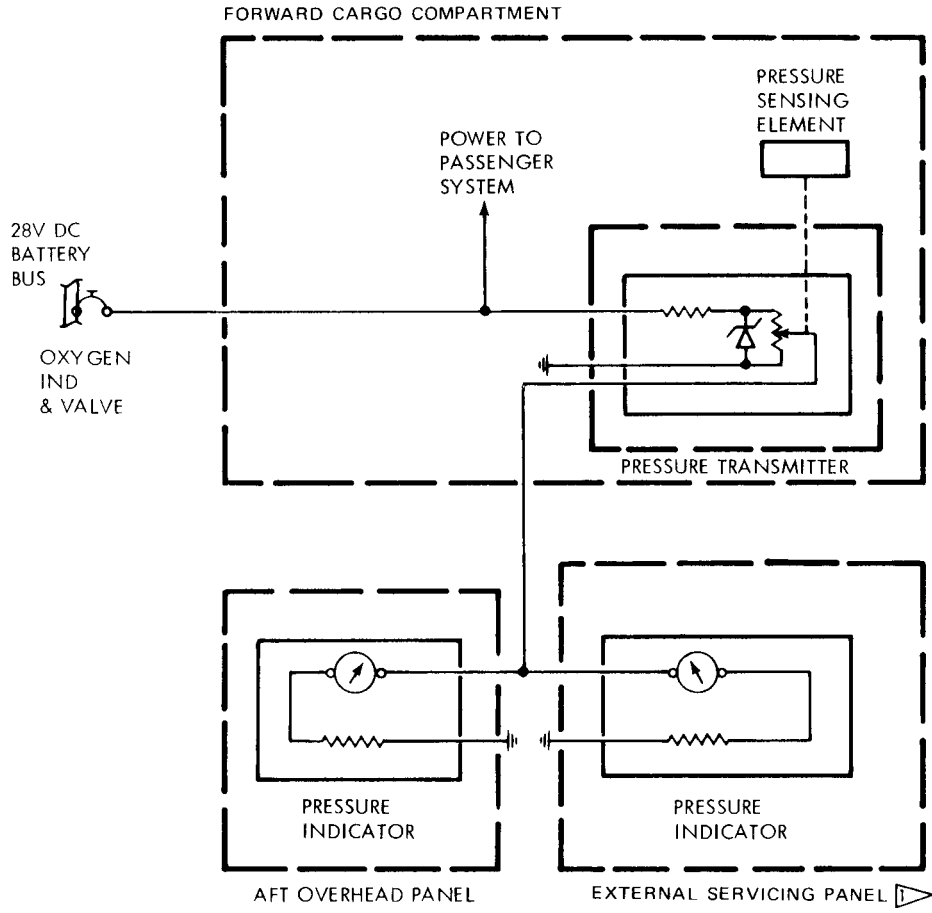 FORWARD CARGO COMPARTMENT
PRESSURE
SENSING
ELEMENT
POWER TO
PASSENGER
SYSTEM
28V DC
BATTERY
BUS
OXYGEN
IND
& VALVE
PRESSURE TRANSMITTER
PRESSURE
INDICATOR
PRESSURE
INDICATOR
AFT OVERHEAD PANEL
EXTERNAL SERVICING PANEL 1